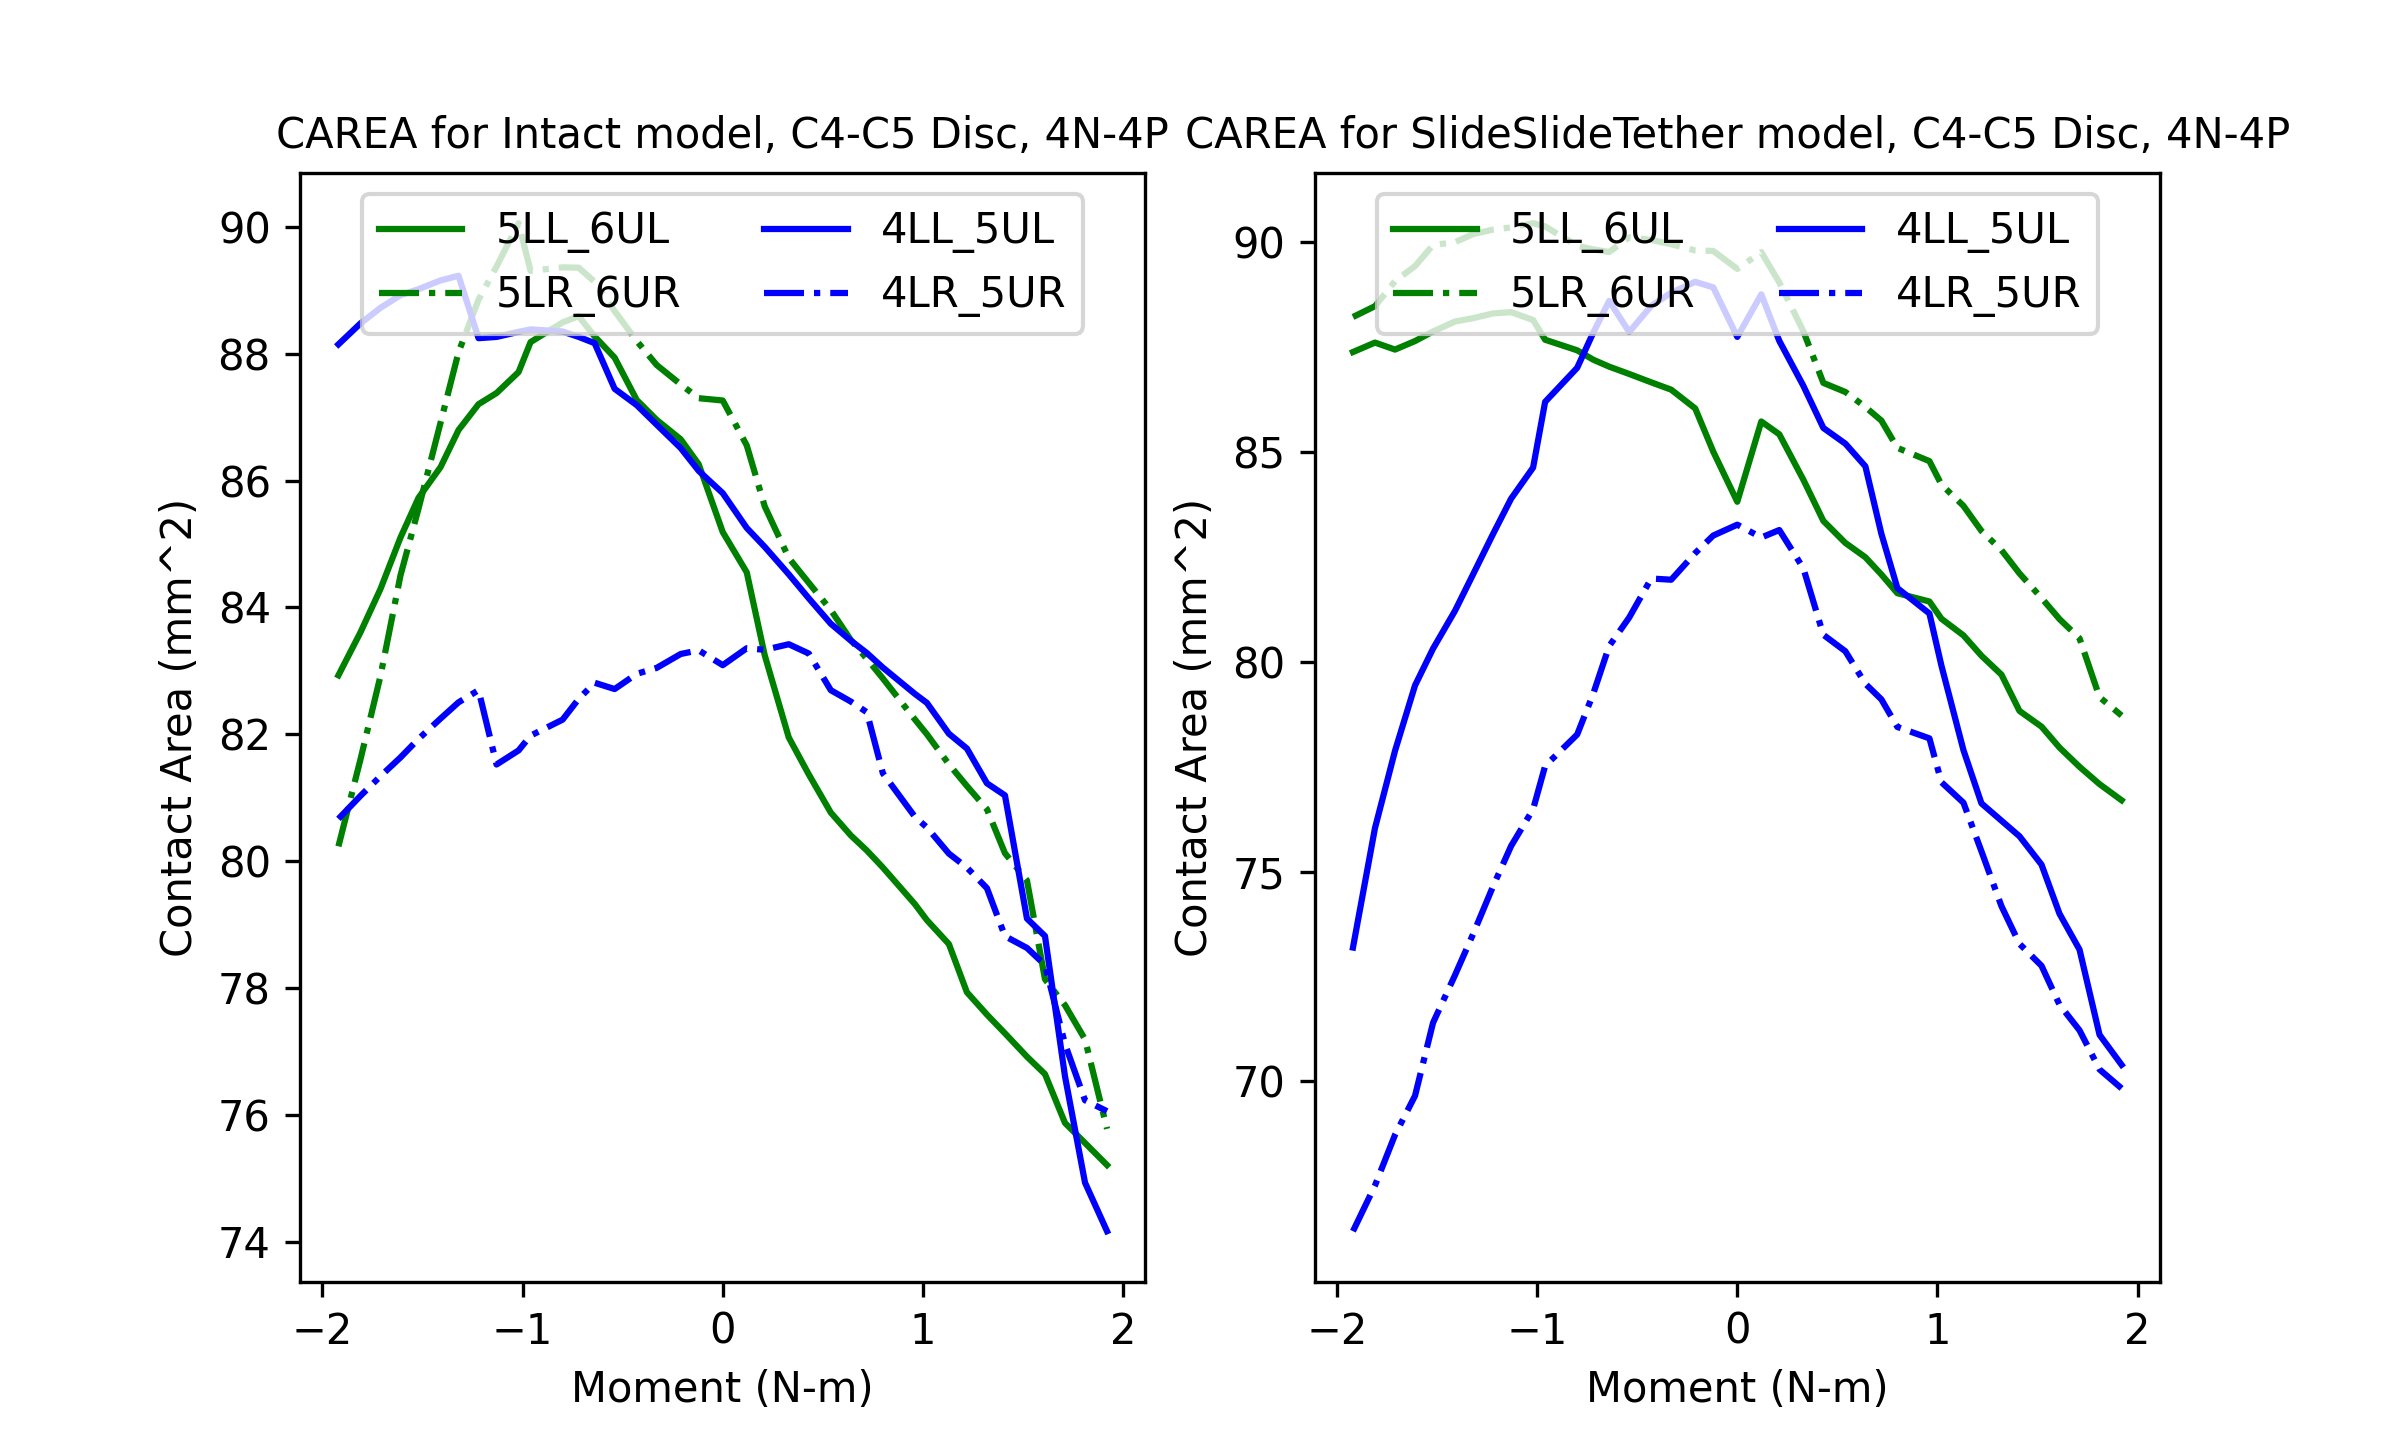 CAREA for Intact model, C4-C5 Disc, 4N-4P
5LL_6UL
4LL_5UL
5LR_6UR
4LR_5UR
90
88
86
84
82
80
78
76
74
Contact Area (mm^2)
−2
−1
0
1
2
Moment (N-m)
CAREA for SlideSlideTether model, C4-C5 Disc, 4N-4P
5LL_6UL
4LL_5UL
5LR_6UR
4LR_5UR
90
85
80
75
70
Contact Area (mm^2)
−2
−1
0
1
2
Moment (N-m)